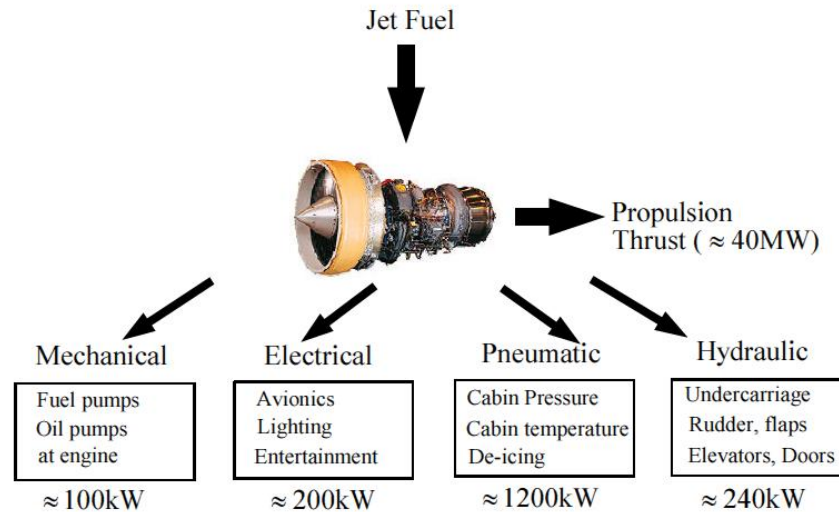 Jet Fuel
Propulsion
Thrust ( ≈ 40MW)
Mechanical
Fuel pumps
Oil pumps
at engine
≈100kW
Electrical
Avionics
Lighting
Entertainment
≈200kW
Pneumatic
Cabin Pressure
Cabin temperature
De-icing
≈1200kW
Hydraulic
Undercarriage
Rudder, flaps
Elevators, Doors
≈240kW